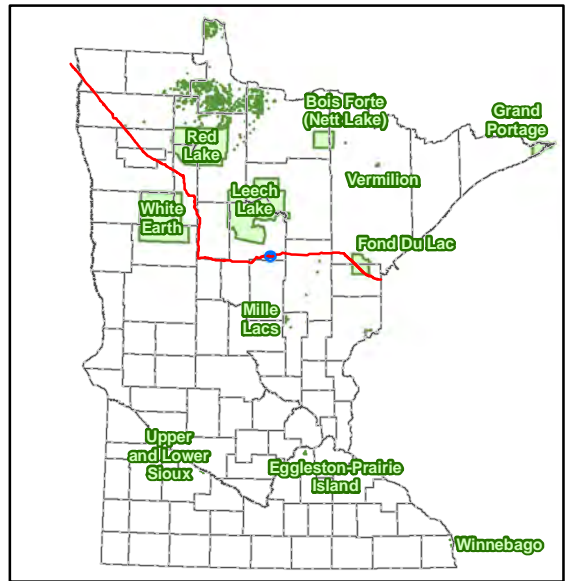 Bois Forte
(Nett Lake)
Grand
Portage
Red
Lake
Vermilion
Leech
Lake
White
Earth
Fond Du Lac
Mille
Lacs
Upper
and Lower
Sioux
Eggleston-Prairie
Island
Winnebago